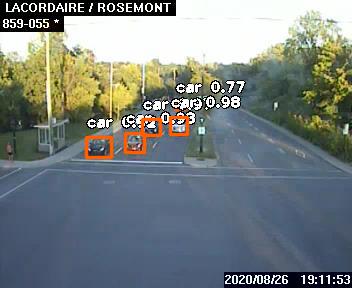 LACORDAIRE / ROSEMONT
859-055 *
car 0.77
car 0.98
car
2020/08/26 19:11:53